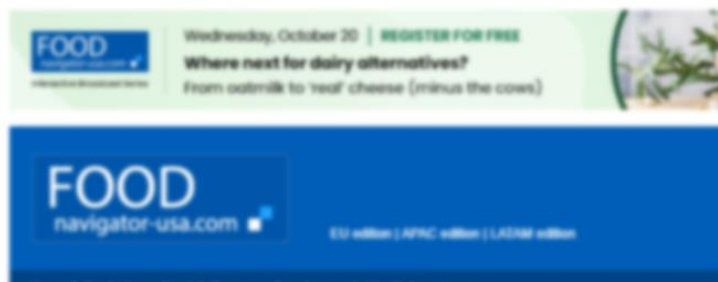 FOOD
navigator-usa.com
Wednesday, October 20 | REGISTER FOR FREE
Where next for dairy alternatives?
From oatmilk to 'real' cheese (minus the cows)
FOOD
navigator-usa.com
EU edition | APAC edition | LATAM edition